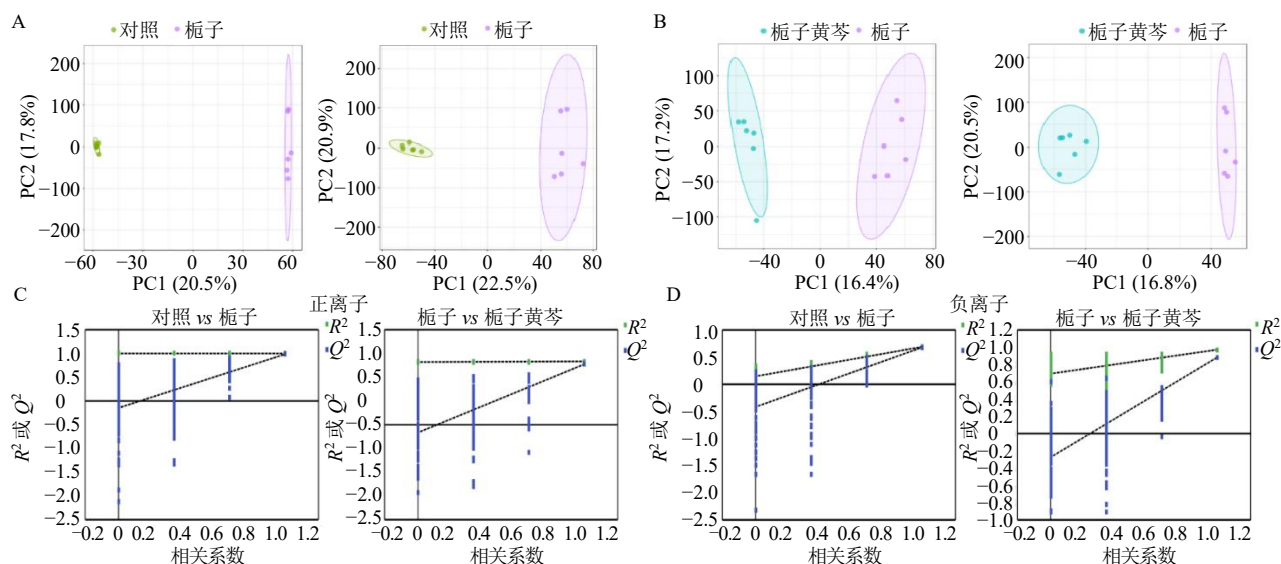 A
对照 栀子
200
100
0
−100
−200
PC2 (17.8%)
−60 −30 0 30 60
PC1 (20.5%)
对照 栀子
200
100
0
−100
−200
PC2 (20.9%)
−80 −40 0 40 80
PC1 (22.5%)
B
栀子黄芩 栀子
100
50
0
−50
−100
PC2 (17.2%)
−40 0 40 80
PC1 (16.4%)
栀子黄芩 栀子
200
100
0
−100
−200
PC2 (20.5%)
−40 0 40
PC1 (16.8%)
C
正离子
对照 vs 栀子
R² 或 Q²
1.5
1.0
0.5
0
−0.5
−1.0
−1.5
−2.0
−2.5
−0.2 0 0.2 0.4 0.6 0.8 1.0 1.2
相关系数
R²
Q²
栀子 vs 栀子黄芩
R² 或 Q²
1.5
1.0
0.5
0
−0.5
−1.0
−1.5
−2.0
−2.5
−0.2 0 0.2 0.4 0.6 0.8 1.0 1.2
相关系数
R²
Q²
D
负离子
对照 vs 栀子
R² 或 Q²
1.0
0.5
0
−0.5
−1.0
−1.5
−2.0
−2.5
−0.2 0 0.2 0.4 0.6 0.8 1.0 1.2
相关系数
R²
Q²
栀子 vs 栀子黄芩
R² 或 Q²
1.2
1.0
0.8
0.6
0.4
0.2
0
−0.2
−0.4
−0.6
−0.8
−1.0
−0.2 0 0.2 0.4 0.6 0.8 1.0 1.2
相关系数
R²
Q²